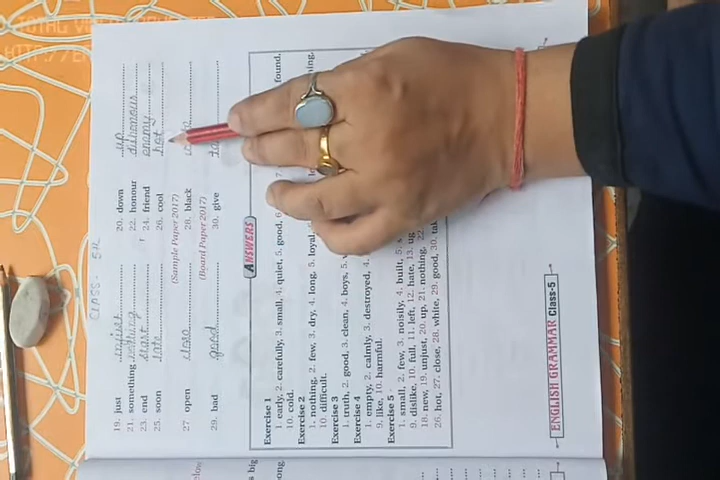 CLASS- 5th
19. just ...unjust... 20. down ...up...
21. something nothing... 22. honour dishonour
23. end start... 24. friend enemy...
25. soon late... 26. cool hot...
(Sample Paper 2017)
27 open close... 28. black
(Board Paper 2017)
29. bad good... 30. give
ANSWERS
Exercise 1
1. early, 2. carefully, 3. small, 4. quiet, 5. good, found,
10. cold.
Exercise 2
1. nothing, 2. few, 3. dry, 4. long, 5. loyal,
10 difficult.
Exercise 3
1. truth, 2. good, 3. clean, 4. boys, 5.
Exercise 4
1. empty, 2. calmly, 3. destroyed, 4.
9. like, 10. harmful.
Exercise 5
1. small, 2. few, 3. noisily, 4. built, 5.
9. dislike, 10. full, 11. left, 12. hate, 13. ug
18. new, 19. unjust, 20. up, 21. nothing, 22
26. hot, 27. close, 28. white, 29. good, 30. tak
ENGLISH GRAMMAR Class-5
s big
ong.